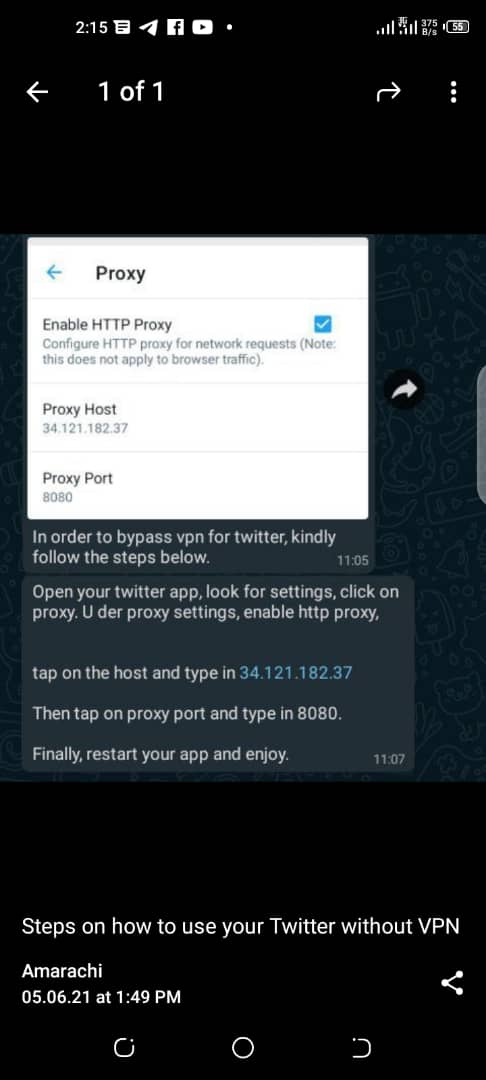 2:15
375
B/s
55
1 of 1
Proxy
Enable HTTP Proxy
Configure HTTP proxy for network requests (Note:
this does not apply to browser traffic).
Proxy Host
34.121.182.37
Proxy Port
8080
In order to bypass vpn for twitter, kindly
follow the steps below.
11:05
Open your twitter app, look for settings, click on
proxy. U der proxy settings, enable http proxy,
tap on the host and type in 34.121.182.37
Then tap on proxy port and type in 8080.
Finally, restart your app and enjoy.
11:07
Steps on how to use your Twitter without VPN
Amarachi
05.06.21 at 1:49 PM